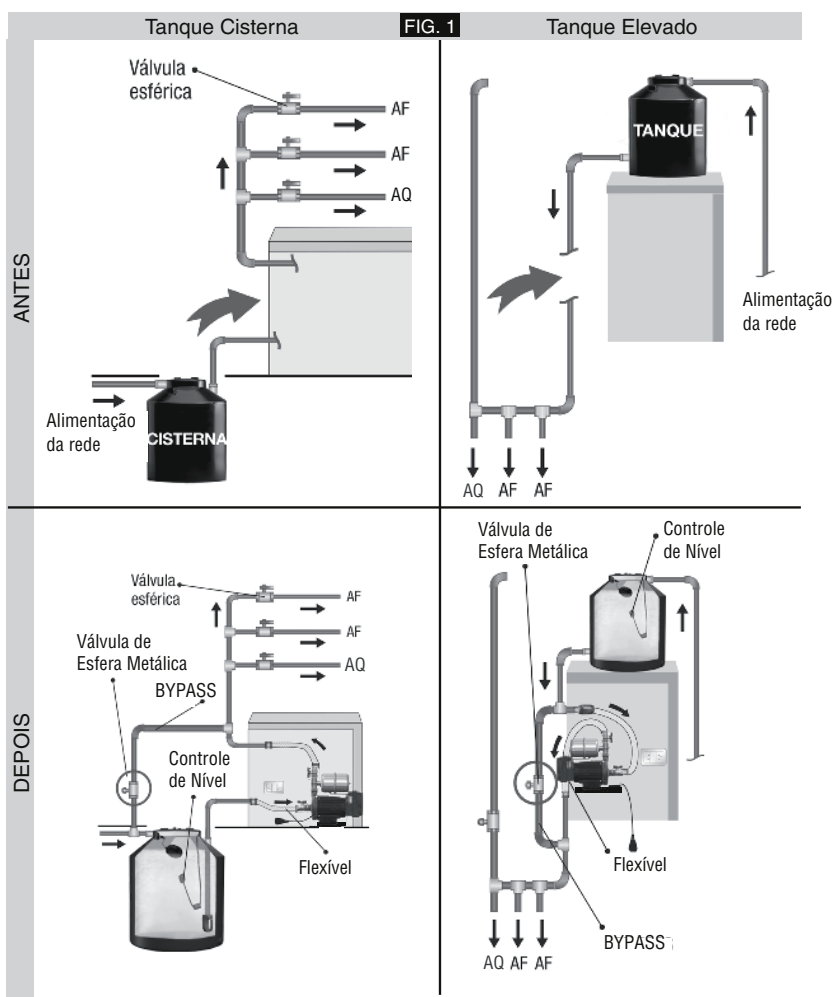 Tanque Cisterna
FIG. 1
Tanque Elevado
ANTES
Válvula
esférica
AF
AF
AQ
Alimentação
da rede
CISTERNA
TANQUE
Alimentação
da rede
AQ
AF
AF
DEPOIS
Válvula
esférica
AF
AF
AQ
Válvula de
Esfera Metálica
BYPASS
Controle
de Nível
Flexível
Válvula de
Esfera Metálica
Controle
de Nível
Flexível
BYPASS
AQ
AF
AF